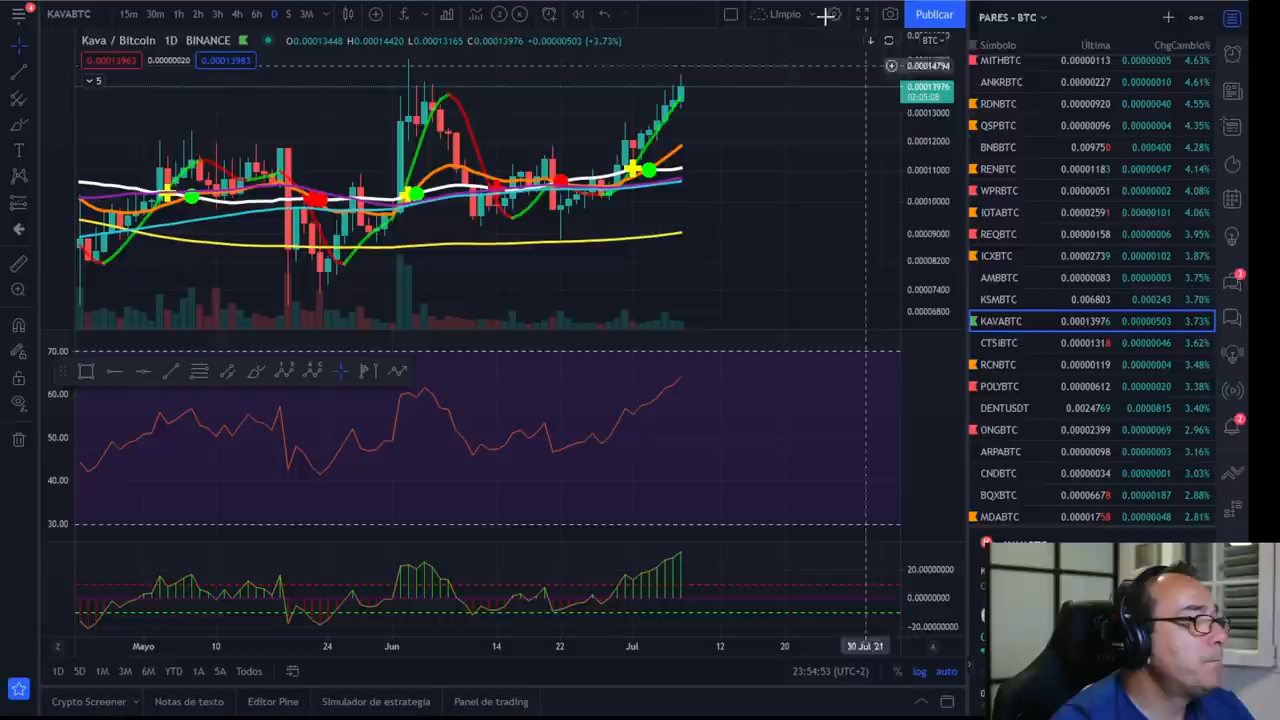 4
KAVABTC
15m 30m 1h 2h 3h 4h 6h D S 3M
LImpio
Publicar
PARES - BTC
Kava / Bitcoin 1D BINANCE
O0.00013448 H0.00014420 L0.00013165 C0.00013976 +0.00000503 (+3.73%)
BTC
0.00013963 0.00000020 0.00013983
5
0.00014794
0.00013976
02:05:08
0.00013000
0.00012000
0.00011000
0.00010000
0.00009000
0.00008200
0.00007400
0.00006800
70.00
60.00
50.00
40.00
30.00
20.00000000
0.00000000
-20.00000000
Mayo 10 24 Jun 14 22 Jul 12 20 30 Jul '21
Z
A
1D 5D 1M 3M 6M YTD 1A 5A Todos
23:54:53 (UTC+2)
% log auto
Crypto Screener Notas de texto Editor Pine Simulador de estrategia Panel de trading
Símbolo Última Chg Cambio%
MITHBTC 0.00000113 0.00000005 4.63%
ANKRBTC 0.00000227 0.00000010 4.61%
RDNBTC 0.00000920 0.00000040 4.55%
QSPBTC 0.00000096 0.00000004 4.35%
BNBBTC 0.009750 0.000400 4.28%
RENBTC 0.00001183 0.00000047 4.14%
WPRBTC 0.00000051 0.00000002 4.08%
IOTABTC 0.00002591 0.00000101 4.06%
REQBTC 0.00000158 0.00000006 3.95%
ICXBTC 0.00002739 0.00000102 3.87%
AMBBTC 0.00000083 0.00000003 3.75%
KSMBTC 0.006803 0.000243 3.70%
KAVABTC 0.00013976 0.00000503 3.73%
CTSIBTC 0.00001318 0.00000046 3.62%
RCNBTC 0.00000119 0.00000004 3.48%
POLYBTC 0.00000612 0.00000020 3.38%
DENTUSDT 0.0024769 0.0000815 3.40%
ONGBTC 0.00002399 0.00000069 2.96%
ARPABTC 0.00000098 0.00000003 3.16%
CNDBTC 0.00000034 0.00000001 3.03%
BQXBTC 0.00006678 0.00000187 2.88%
MDABTC 0.00001758 0.00000048 2.81%
3
2